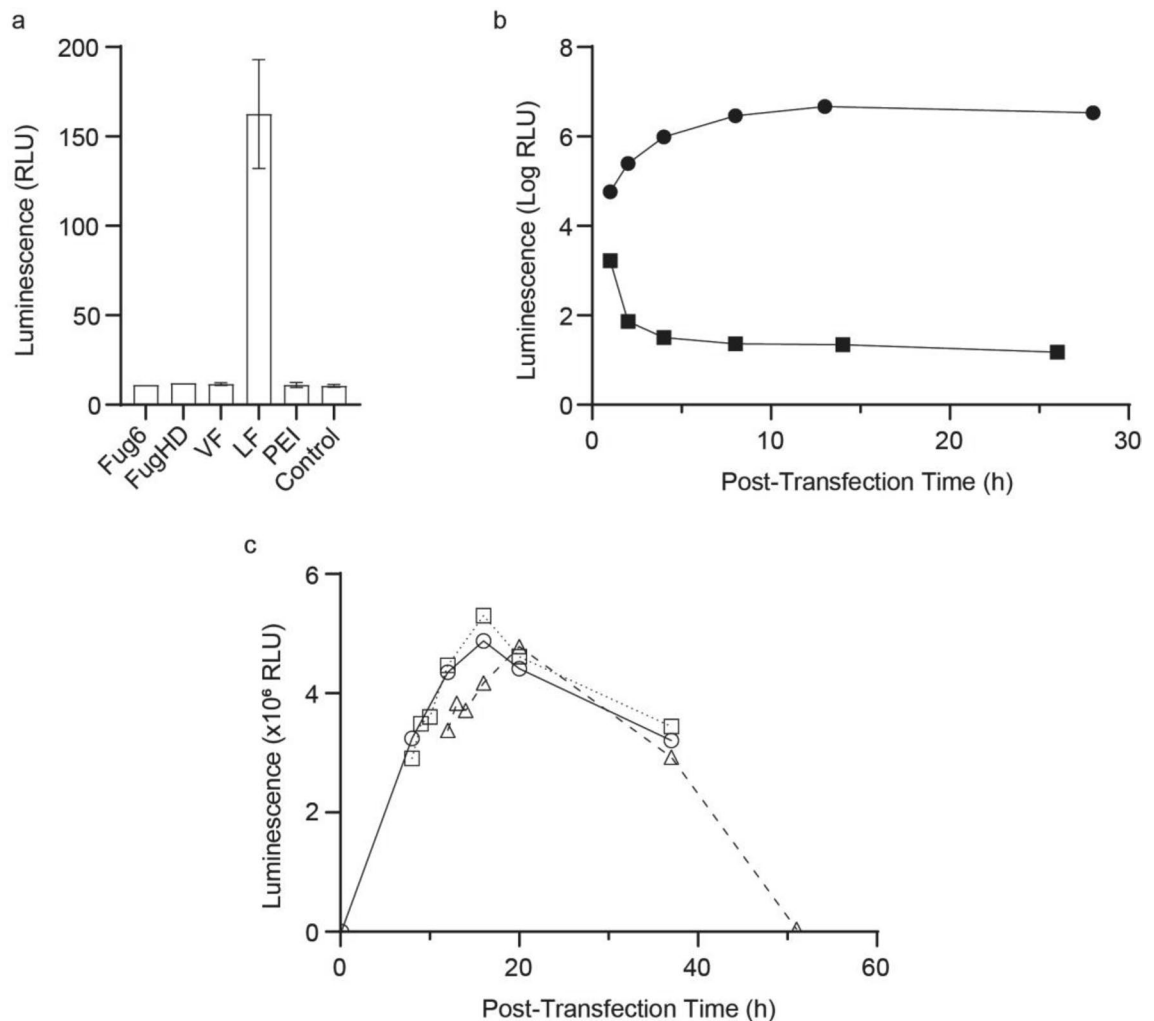 a
Luminescence (RLU)
200
150
100
50
0
Fug6
FugHD
VF
LF
PEI
Control
b
Luminescence (Log RLU)
8
6
4
2
0
0 10 20 30
Post-Transfection Time (h)
c
Luminescence (x10⁶ RLU)
6
4
2
0
0 20 40 60
Post-Transfection Time (h)